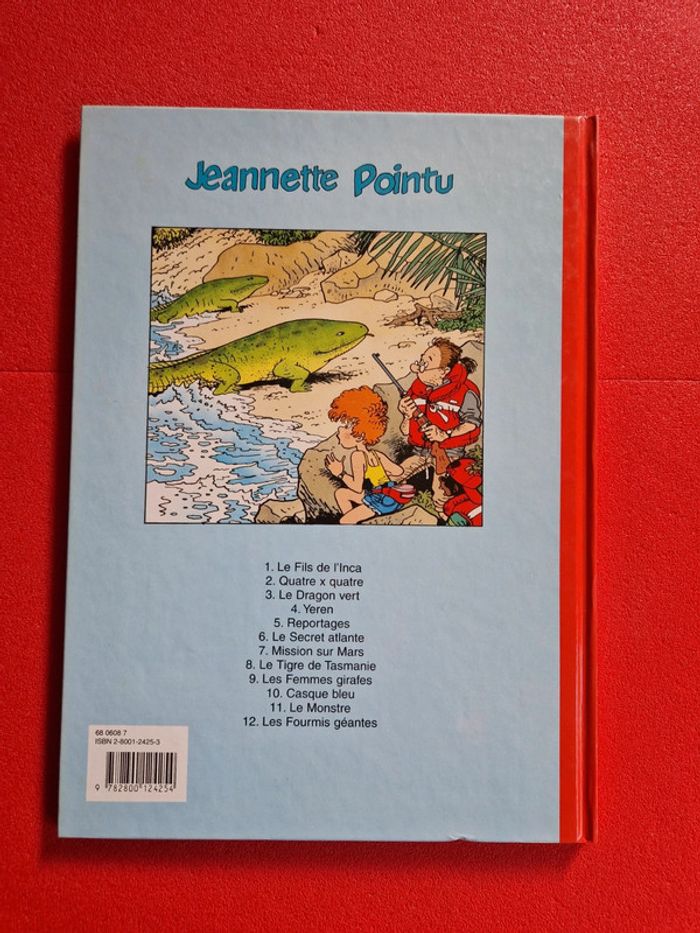 Jeannette Pointu
1. Le Fils de l'Inca
2. Quatre x quatre
3. Le Dragon vert
4. Yeren
5. Reportages
6. Le Secret atlante
7. Mission sur Mars
8. Le Tigre de Tasmanie
9. Les Femmes girafes
10. Casque bleu
11. Le Monstre
12. Les Fourmis géantes
68 0608 7
ISBN 2-8001-2425-3
9 782800 124254